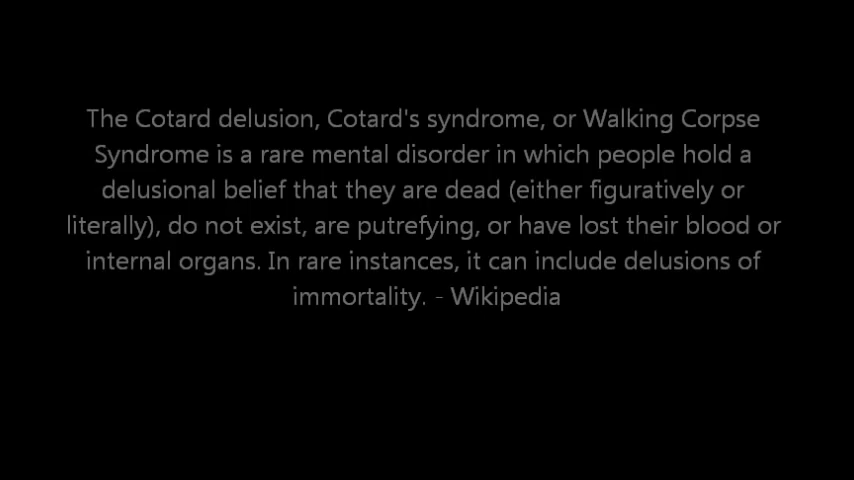 The Cotard delusion, Cotard's syndrome, or Walking Corpse
Syndrome is a rare mental disorder in which people hold a
delusional belief that they are dead (either figuratively or
literally), do not exist, are putrefying, or have lost their blood or
internal organs. In rare instances, it can include delusions of
immortality. - Wikipedia